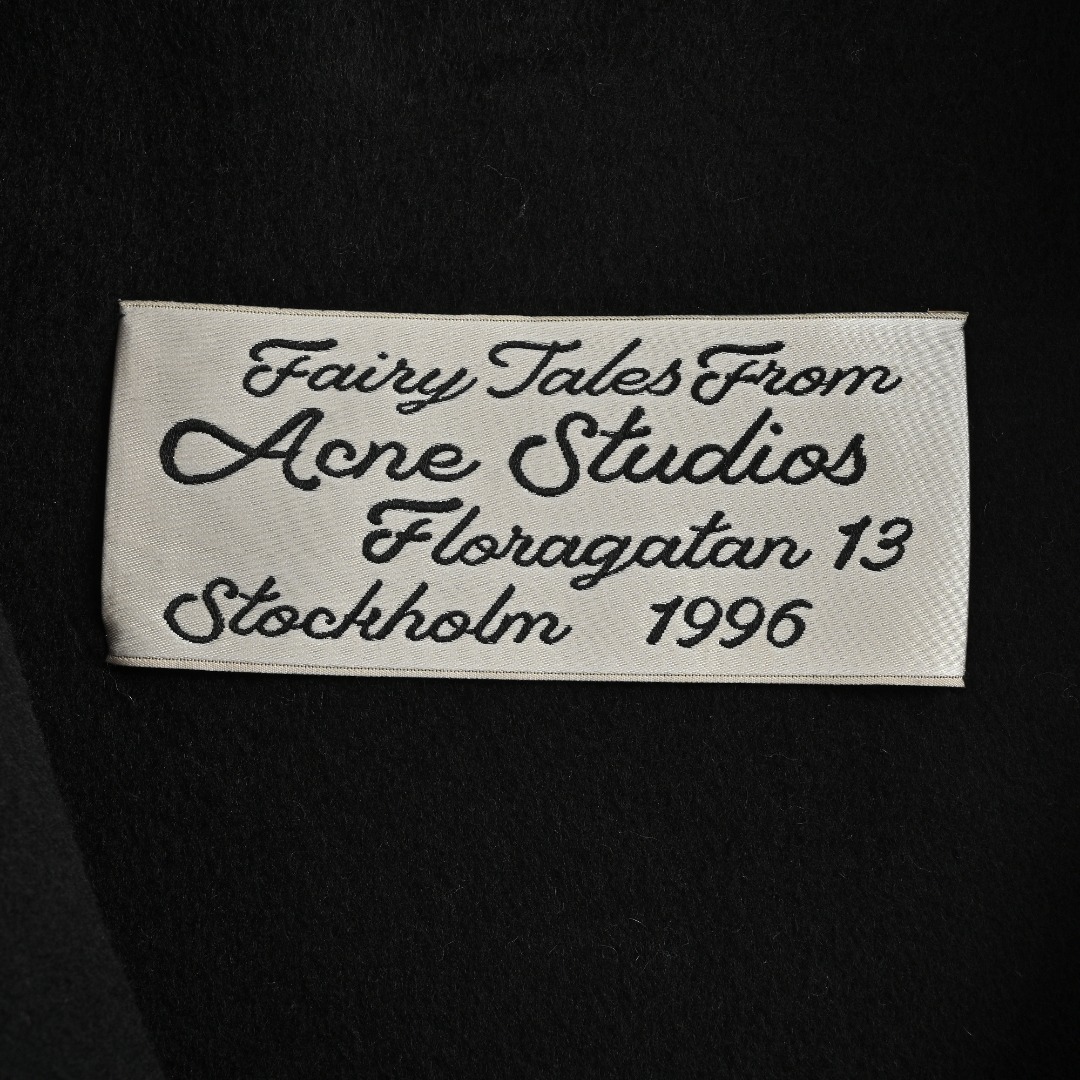 Fairy Tales From
Acne Studios
Floragatan 13
Stockholm 1996